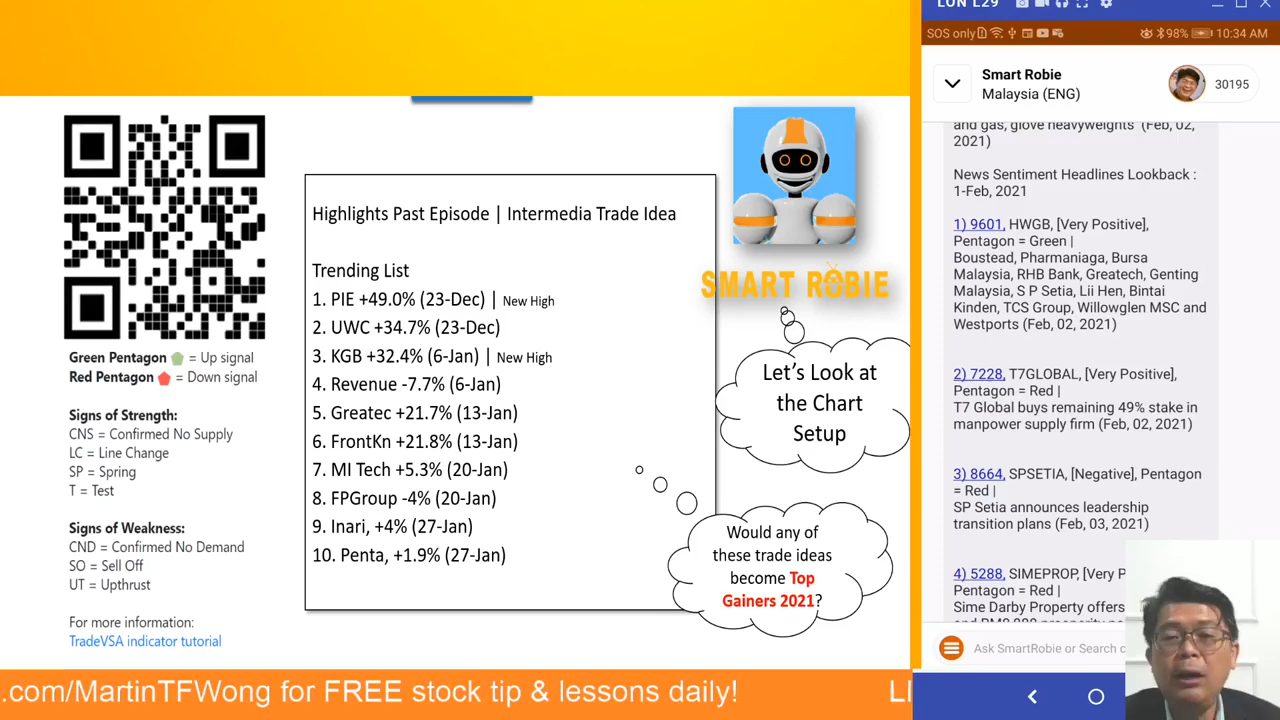 Green Pentagon = Up signal
Red Pentagon = Down signal
Signs of Strength:
CNS = Confirmed No Supply
LC = Line Change
SP = Spring
T = Test
Signs of Weakness:
CND = Confirmed No Demand
SO = Sell Off
UT = Upthrust
For more information:
TradeVSA indicator tutorial
Highlights Past Episode | Intermedia Trade Idea
Trending List
1. PIE +49.0% (23-Dec) | New High
2. UWC +34.7% (23-Dec)
3. KGB +32.4% (6-Jan) | New High
4. Revenue -7.7% (6-Jan)
5. Greatec +21.7% (13-Jan)
6. FrontKn +21.8% (13-Jan)
7. MI Tech +5.3% (20-Jan)
8. FPGroup -4% (20-Jan)
9. Inari, +4% (27-Jan)
10. Penta, +1.9% (27-Jan)
SMART ROBIE
Let's Look at
the Chart
Setup
Would any of
these trade ideas
become Top
Gainers 2021?
.com/MartinTFWong for FREE stock tip & lessons daily!
LI
LON L29
SOS only
98%
10:34 AM
Smart Robie
Malaysia (ENG)
30195
and gas, glove heavyweights (Feb, 02,
2021)
News Sentiment Headlines Lookback :
1-Feb, 2021
1) 9601, HWGB, [Very Positive],
Pentagon = Green |
Boustead, Pharmaniaga, Bursa
Malaysia, RHB Bank, Greatech, Genting
Malaysia, S P Setia, Lii Hen, Bintai
Kinden, TCS Group, Willowglen MSC and
Westports (Feb, 02, 2021)
2) 7228, T7GLOBAL, [Very Positive],
Pentagon = Red |
T7 Global buys remaining 49% stake in
manpower supply firm (Feb, 02, 2021)
3) 8664, SPSETIA, [Negative], Pentagon
= Red |
SP Setia announces leadership
transition plans (Feb, 03, 2021)
4) 5288, SIMEPROP, [Very P
Pentagon = Red |
Sime Darby Property offers
Ask SmartRobie or Search